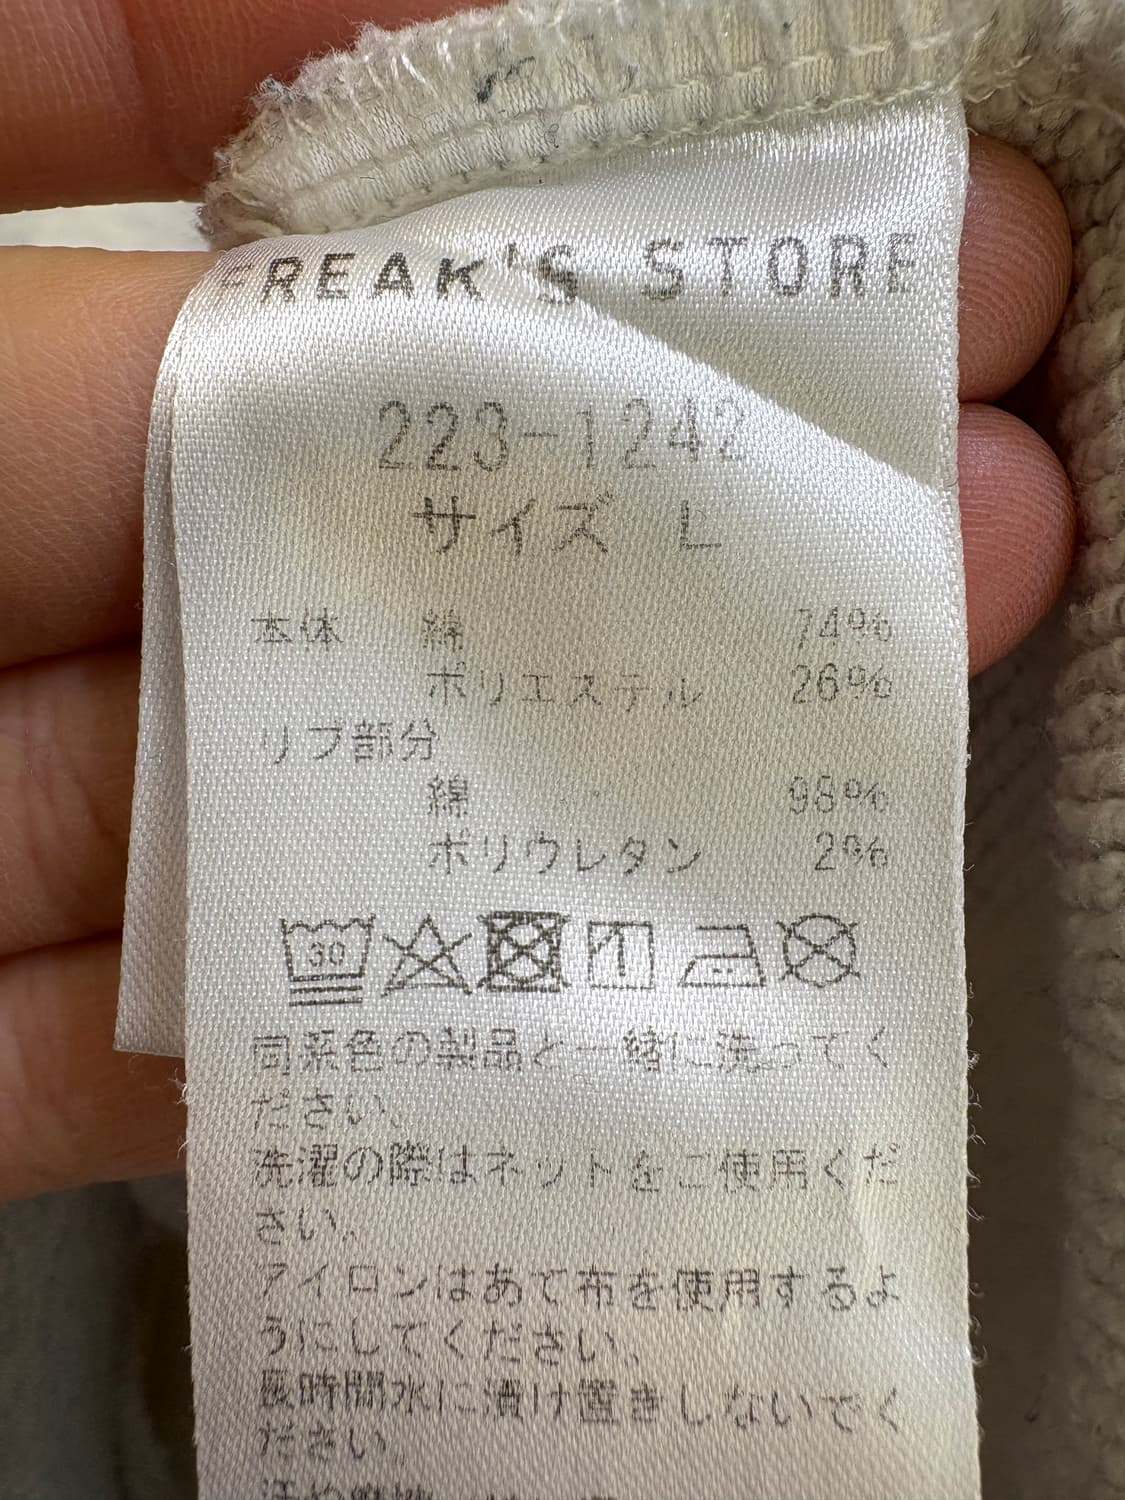 FREAK'S STORE
223-1242
サイズ L
本体 綿 74%
ポリエステル 26%
リブ部分
綿 98%
ポリウレタン 2%
30
同系色の製品と一緒に洗ってく
ださい、
洗濯の際はネットをご使用くだ
さい。
アイロンはあて布を使用するよ
うにしてください、
長時間水に漬け置きしないでく
ださい